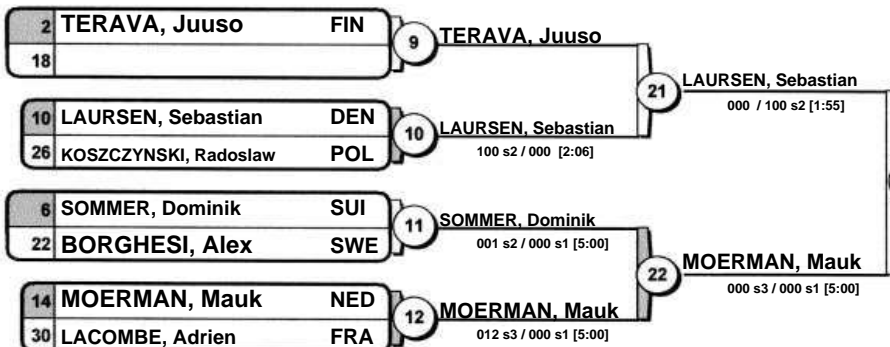 2 TERAVA, Juuso FIN
18
9
TERAVA, Juuso
10 LAURSEN, Sebastian DEN
26 KOSZCZYNSKI, Radoslaw POL
10
LAURSEN, Sebastian
100 s2 / 000 [2:06]
21
LAURSEN, Sebastian
000 / 100 s2 [1:55]
6 SOMMER, Dominik SUI
22 BORGHESI, Alex SWE
11
SOMMER, Dominik
001 s2 / 000 s1 [5:00]
14 MOERMAN, Mauk NED
30 LACOMBE, Adrien FRA
12
MOERMAN, Mauk
012 s3 / 000 s1 [5:00]
22
MOERMAN, Mauk
000 s3 / 000 s1 [5:00]